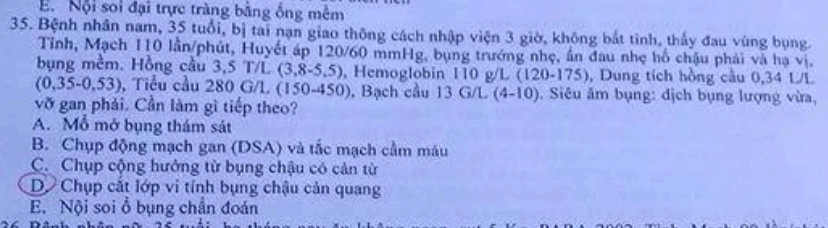 E. Nội soi đại trực tràng bằng ống mềm
35. Bệnh nhân nam, 35 tuổi, bị tai nạn giao thông cách nhập viện 3 giờ, không bất tỉnh, thấy đau vùng bụng.
Tỉnh, Mạch 110 lần/phút, Huyết áp 120/60 mmHg, bụng trướng nhẹ, ấn đau nhẹ hố chậu phải và hạ vị,
bụng mềm. Hồng cầu 3,5 T/L (3,8-5,5), Hemoglobin 110 g/L (120-175), Dung tích hồng cầu 0,34 L/L
(0,35-0,53), Tiểu cầu 280 G/L (150-450), Bạch cầu 13 G/L (4-10). Siêu âm bụng: dịch bụng lượng vừa,
vỡ gan phải. Cần làm gì tiếp theo?
A. Mổ mở bụng thám sát
B. Chụp động mạch gan (DSA) và tắc mạch cầm máu
C. Chụp cộng hưởng từ bụng chậu có cản từ
D. Chụp cắt lớp vi tính bụng chậu cản quang
E. Nội soi ổ bụng chẩn đoán